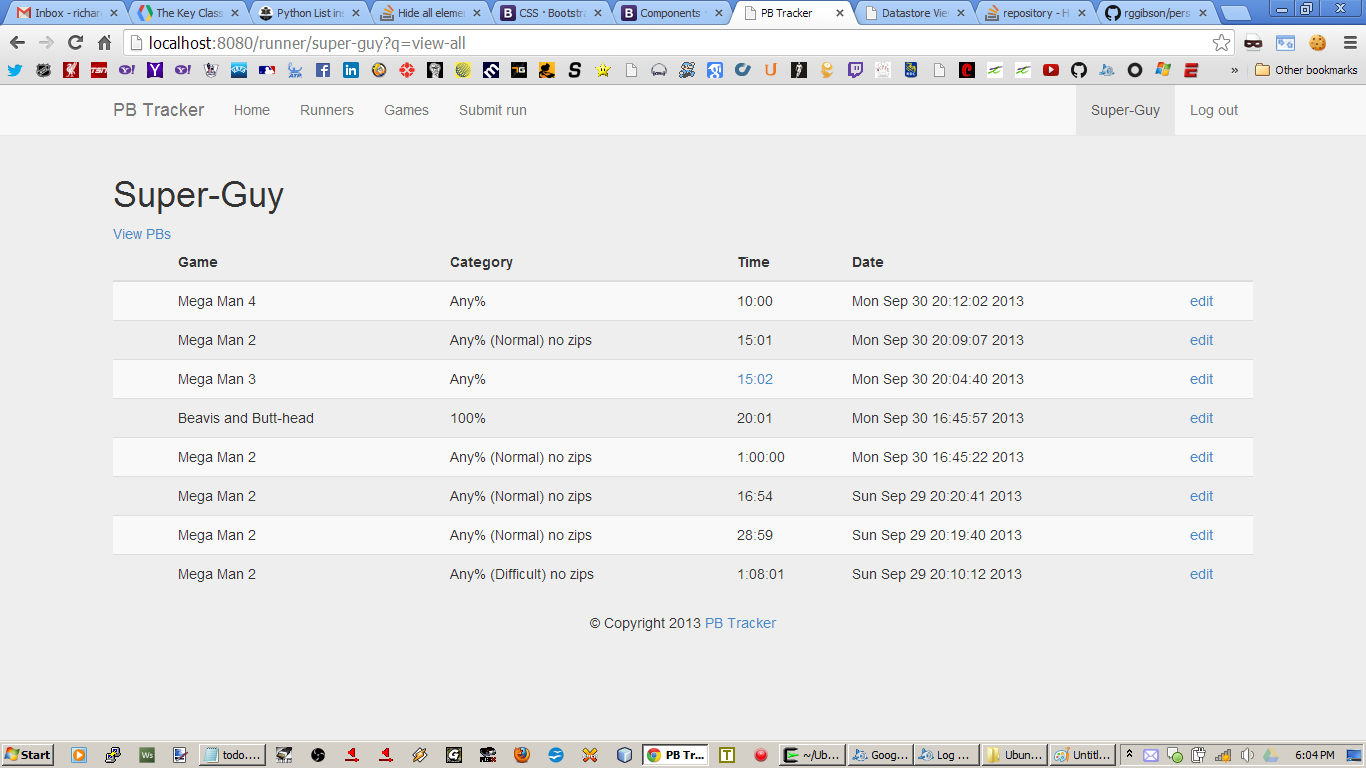 Inbox - richar
The Key Class
Python List in
Hide all eleme
CSS · Bootstra
Components ·
PB Tracker
Datastore Vie
repository - H
rggibson/pers
localhost:8080/runner/super-guy?q=view-all
» Other bookmarks
PB Tracker Home Runners Games Submit run Super-Guy Log out
Super-Guy
View PBs
Game Category Time Date
Mega Man 4 Any% 10:00 Mon Sep 30 20:12:02 2013 edit
Mega Man 2 Any% (Normal) no zips 15:01 Mon Sep 30 20:09:07 2013 edit
Mega Man 3 Any% 15:02 Mon Sep 30 20:04:40 2013 edit
Beavis and Butt-head 100% 20:01 Mon Sep 30 16:45:57 2013 edit
Mega Man 2 Any% (Normal) no zips 1:00:00 Mon Sep 30 16:45:22 2013 edit
Mega Man 2 Any% (Normal) no zips 16:54 Sun Sep 29 20:20:41 2013 edit
Mega Man 2 Any% (Normal) no zips 28:59 Sun Sep 29 20:19:40 2013 edit
Mega Man 2 Any% (Difficult) no zips 1:08:01 Sun Sep 29 20:10:12 2013 edit
© Copyright 2013 PB Tracker
Start todo.... PB Tr... ~/Ub... Goog... Log ... Ubun... Untitl... 6:04 PM